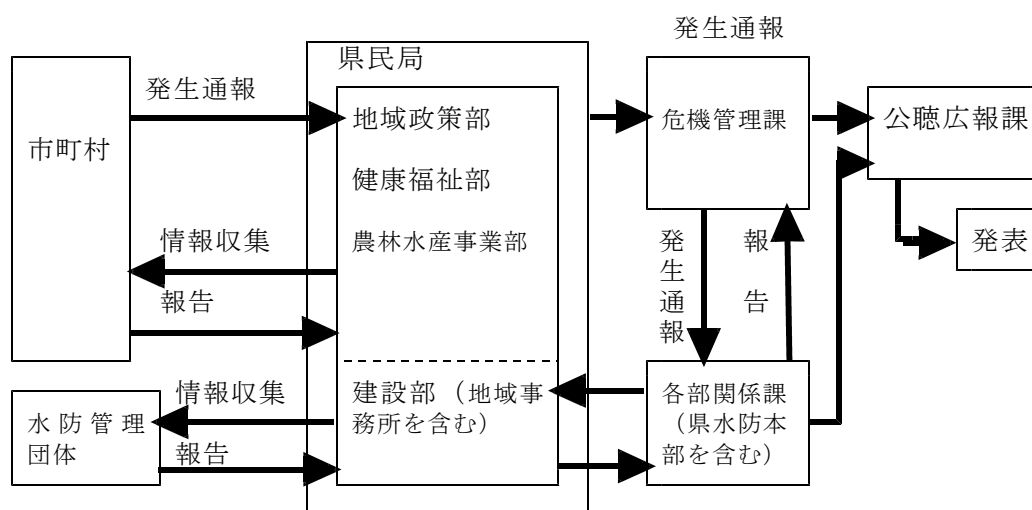 発生通報
県民局
発生通報
地域政策部
危機管理課
公聴広報課
市町村
健康福祉部
情報収集
農林水産事業部
発生通報
報告
発表
報告
情報収集
建設部（地域事
務所を含む）
各部関係課
（県水防本
部を含む）
水防管理
団体
報告